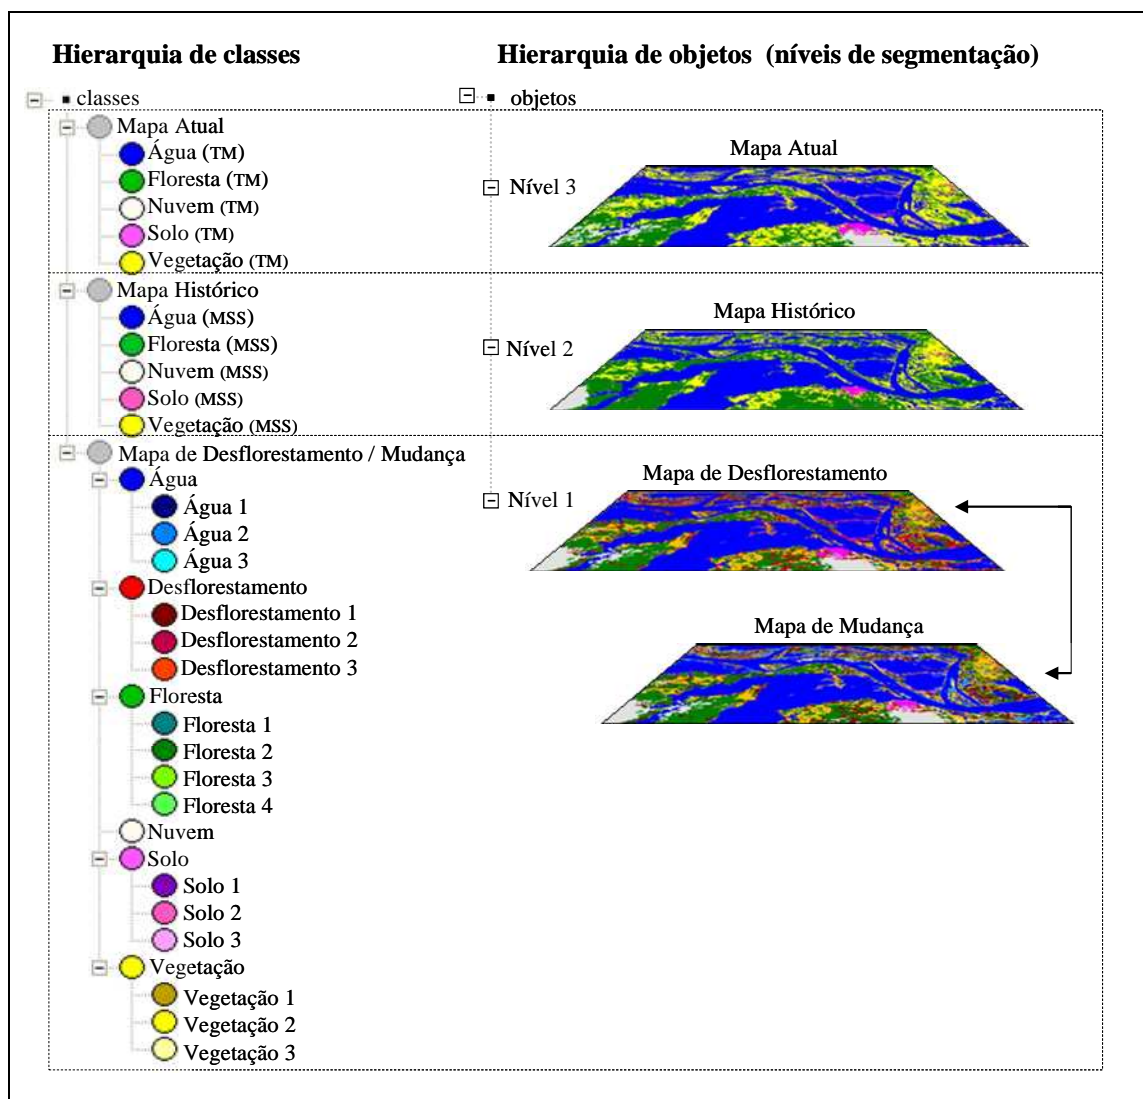 Hierarquia de classes
Hierarquia de objetos (níveis de segmentação)
classes
objetos
Mapa Atual
Água (TM)
Floresta (TM)
Nuvem (TM)
Solo (TM)
Vegetação (TM)
Nível 3
Mapa Atual
Mapa Histórico
Água (MSS)
Floresta (MSS)
Nuvem (MSS)
Solo (MSS)
Vegetação (MSS)
Nível 2
Mapa Histórico
Mapa de Desflorestamento / Mudança
Água
Água 1
Água 2
Água 3
Desflorestamento
Desflorestamento 1
Desflorestamento 2
Desflorestamento 3
Floresta
Floresta 1
Floresta 2
Floresta 3
Floresta 4
Nuvem
Solo
Solo 1
Solo 2
Solo 3
Vegetação
Vegetação 1
Vegetação 2
Vegetação 3
Nível 1
Mapa de Desflorestamento
Mapa de Mudança